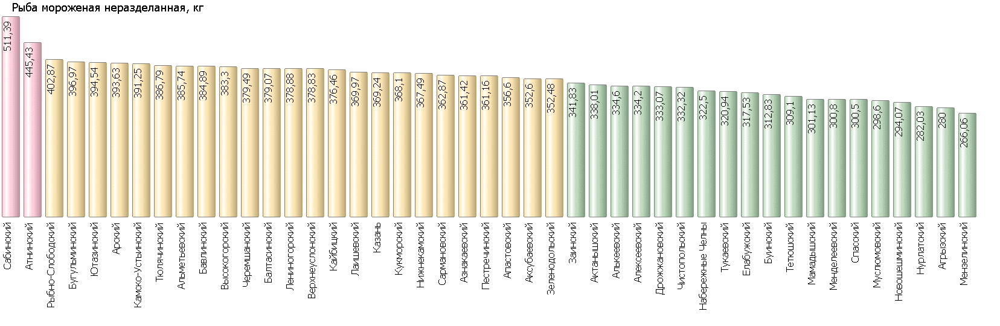 Рыба мороженая неразделанная, кг
511,39
445,43
402,87
396,97
394,54
393,63
391,25
386,79
385,74
384,89
383,3
379,49
379,07
378,88
378,83
376,46
369,97
369,24
368,1
367,49
362,87
361,42
361,16
356,6
352,6
352,48
341,83
338,01
334,6
334,2
333,07
332,32
322,5
320,94
317,53
312,83
309,1
301,13
300,8
300,5
298,6
294,07
282,03
280
266,06
Сабинский
Атнинский
Рыбно-Слободский
Бугульминский
Ютазинский
Арский
Камско-Устьинский
Тюлячинский
Альметьевский
Бавлинский
Высокогорский
Черемшанский
Балтасинский
Лениногорский
Верхнеуслонский
Кайбицкий
Лаишевский
Казань
Кукморский
Нижнекамский
Сармановский
Азнакаевский
Пестречинский
Апастовский
Аксубаевский
Зеленодольский
Заинский
Актанышский
Алькеевский
Алексеевский
Дрожжановский
Чистопольский
Набережные Челны
Тукаевский
Елабужский
Буинский
Тетюшский
Мамадышский
Менделеевский
Спасский
Муслюмовский
Новошешминский
Нурлатский
Агрызский
Мензелинский